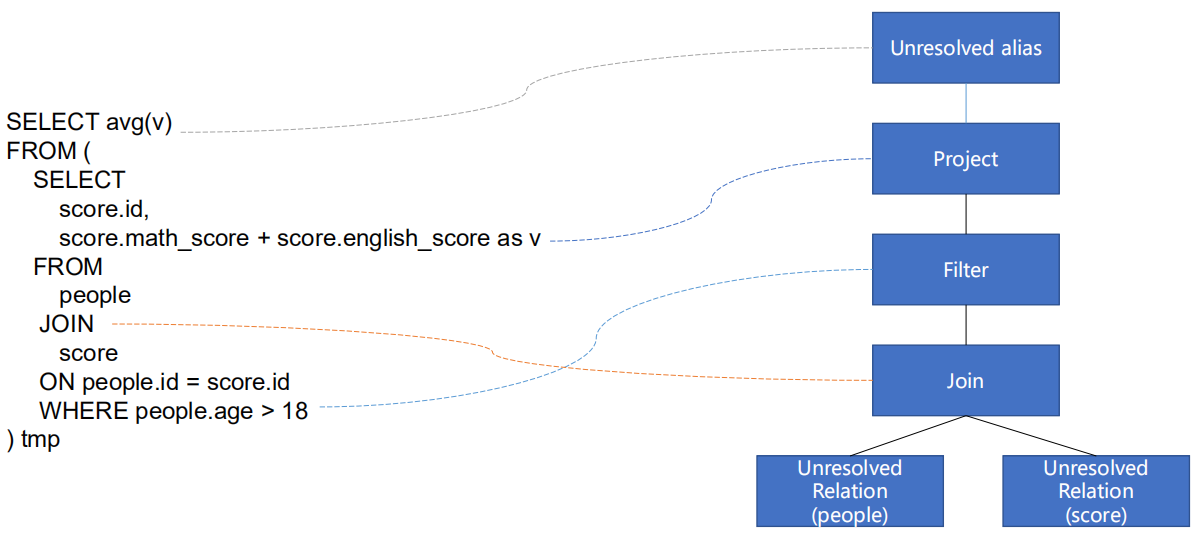 SELECT avg(v)
FROM (
SELECT
score.id,
score.math_score + score.english_score as v
FROM
people
JOIN
score
ON people.id = score.id
WHERE people.age > 18
) tmp
Unresolved alias
Project
Filter
Join
Unresolved
Relation
(people)
Unresolved
Relation
(score)